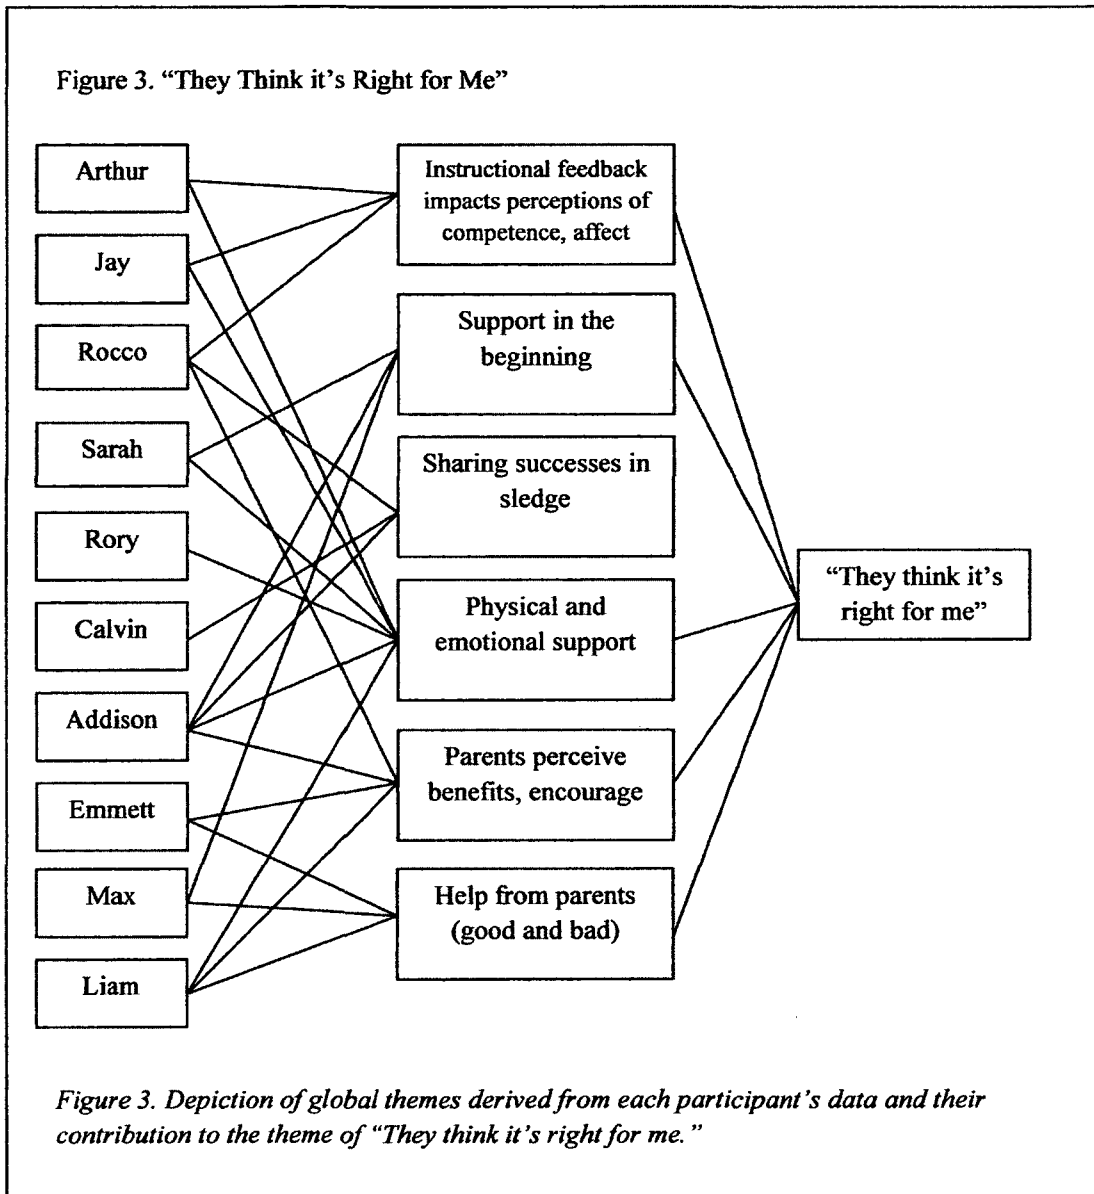 Figure 3. “They Think it’s Right for Me”
Arthur
Jay
Rocco
Sarah
Rory
Calvin
Addison
Emmett
Max
Liam
Instructional feedback
impacts perceptions of
competence, affect
Support in the
beginning
Sharing successes in
sledge
Physical and
emotional support
Parents perceive
benefits, encourage
Help from parents
(good and bad)
“They think it’s
right for me”
Figure 3. Depiction of global themes derived from each participant’s data and their
contribution to the theme of “They think it’s right for me.”